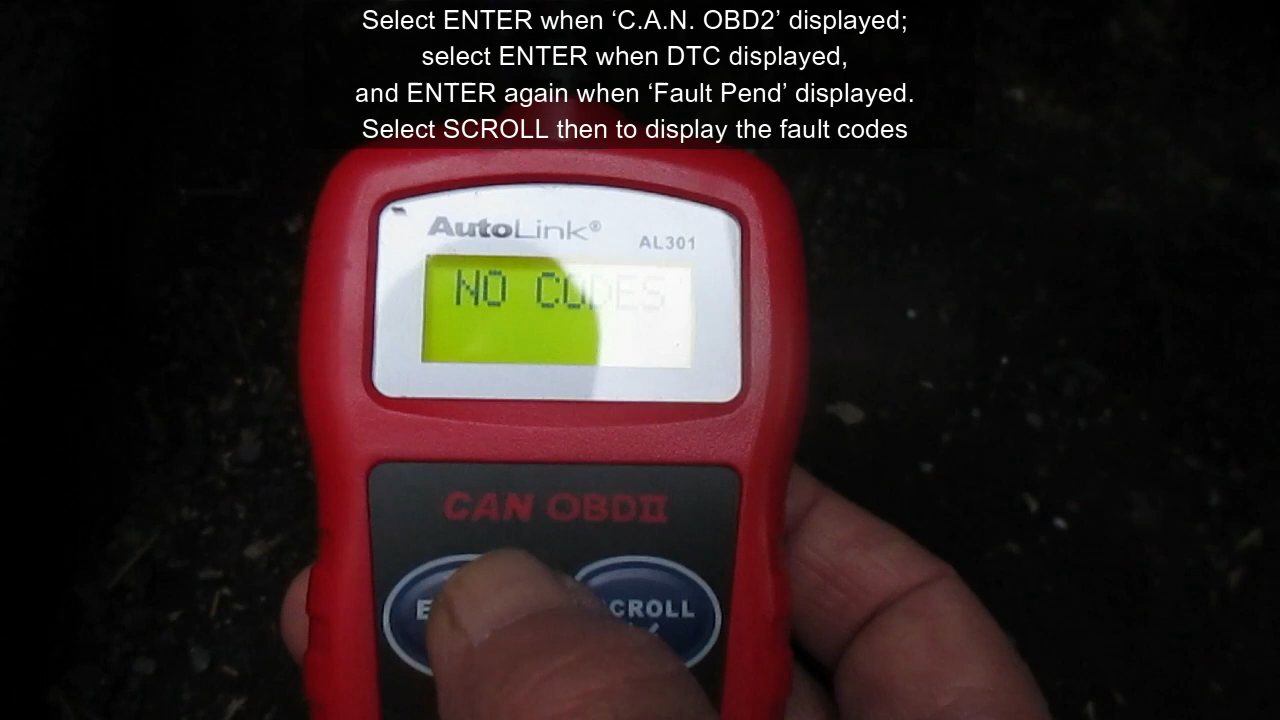 Select ENTER when ‘C.A.N. OBD2’ displayed;
select ENTER when DTC displayed,
and ENTER again when ‘Fault Pend’ displayed.
Select SCROLL then to display the fault codes
AutoLink®
AL301
NO CODES
CAN OBDII
SCROLL